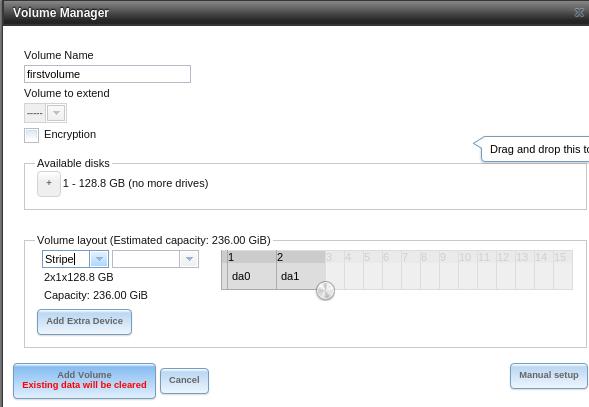 Volume Manager
Volume Name
firstvolume
Volume to extend
-----
Encryption
Drag and drop this to
Available disks
+ 1 - 128.8 GB (no more drives)
Volume layout (Estimated capacity: 236.00 GiB)
Stripe 1 2 3 4 5 6 7 8 9 10 11 12 13 14 15
da0 da1
2x1x128.8 GB
Capacity: 236.00 GiB
Add Extra Device
Add Volume
Existing data will be cleared
Cancel
Manual setup